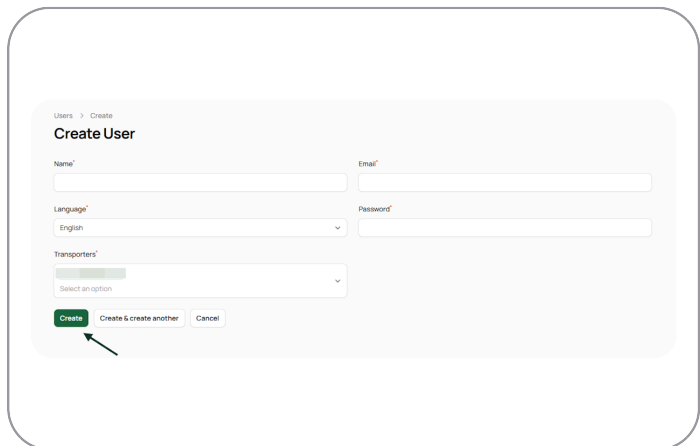 Users > Create
Create User
Name*
Email*
Language*
Password*
English
Transporters*
Select an option
Create
Create & create another
Cancel